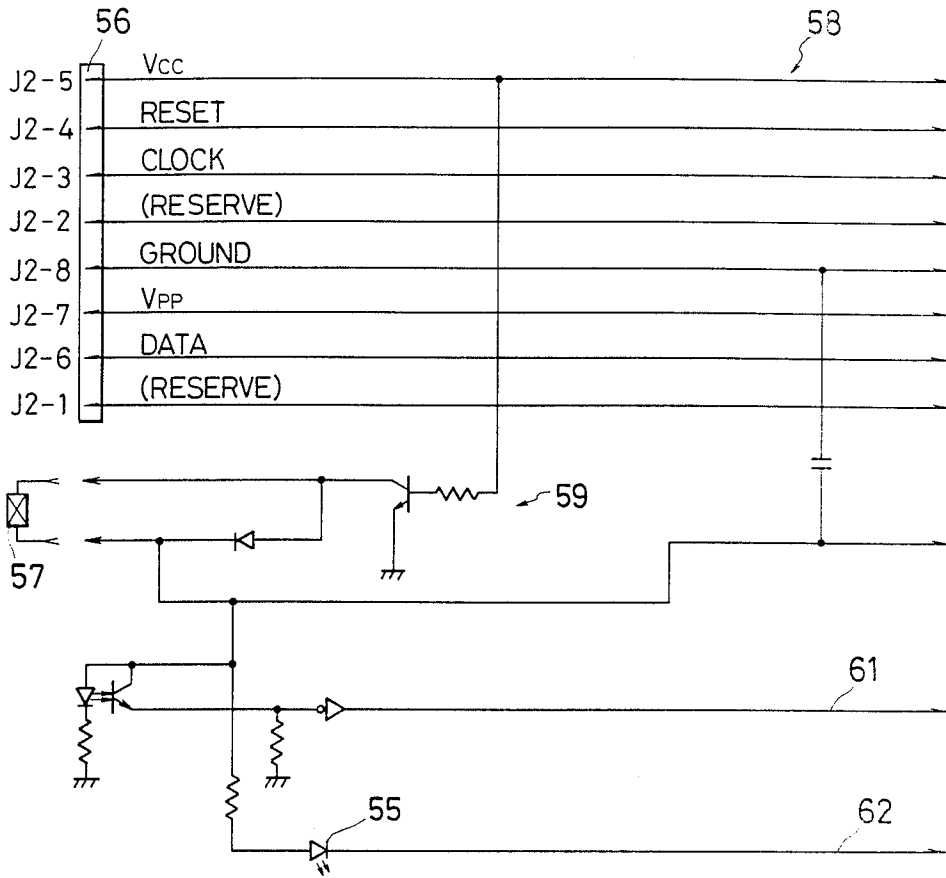 56
58
J2-5 VCC
J2-4 RESET
J2-3 CLOCK
J2-2 (RESERVE)
J2-8 GROUND
J2-7 VPP
J2-6 DATA
J2-1 (RESERVE)
59
57
61
55
62